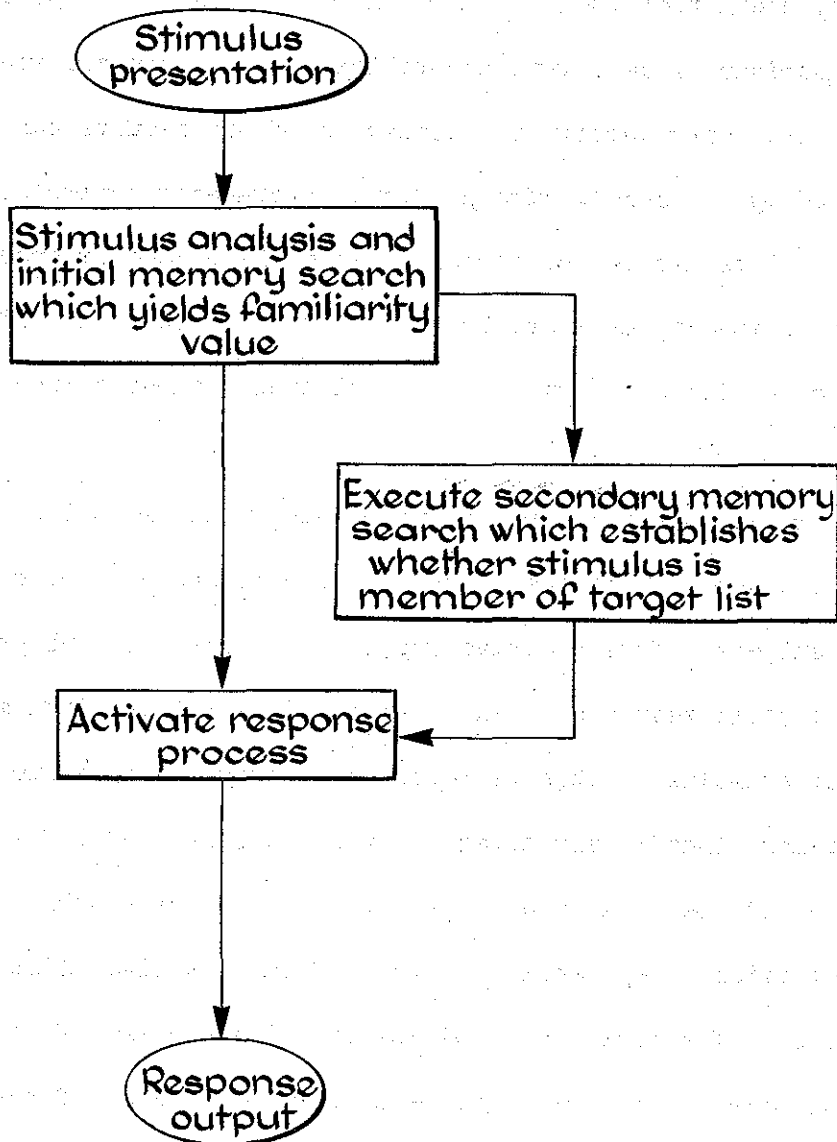 Stimulus
presentation
Stimulus analysis and
initial memory search
which yields familiarity
value
Execute secondary memory
search which establishes
whether stimulus is
member of target list
Activate response
process
Response
output